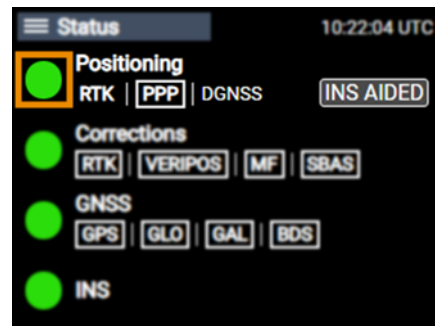 Status 10:22:04 UTC
Positioning
RTK | PPP | DGNSS INS AIDED
Corrections
RTK | VERIPOS | MF | SBAS
GNSS
GPS | GLO | GAL | BDS
INS